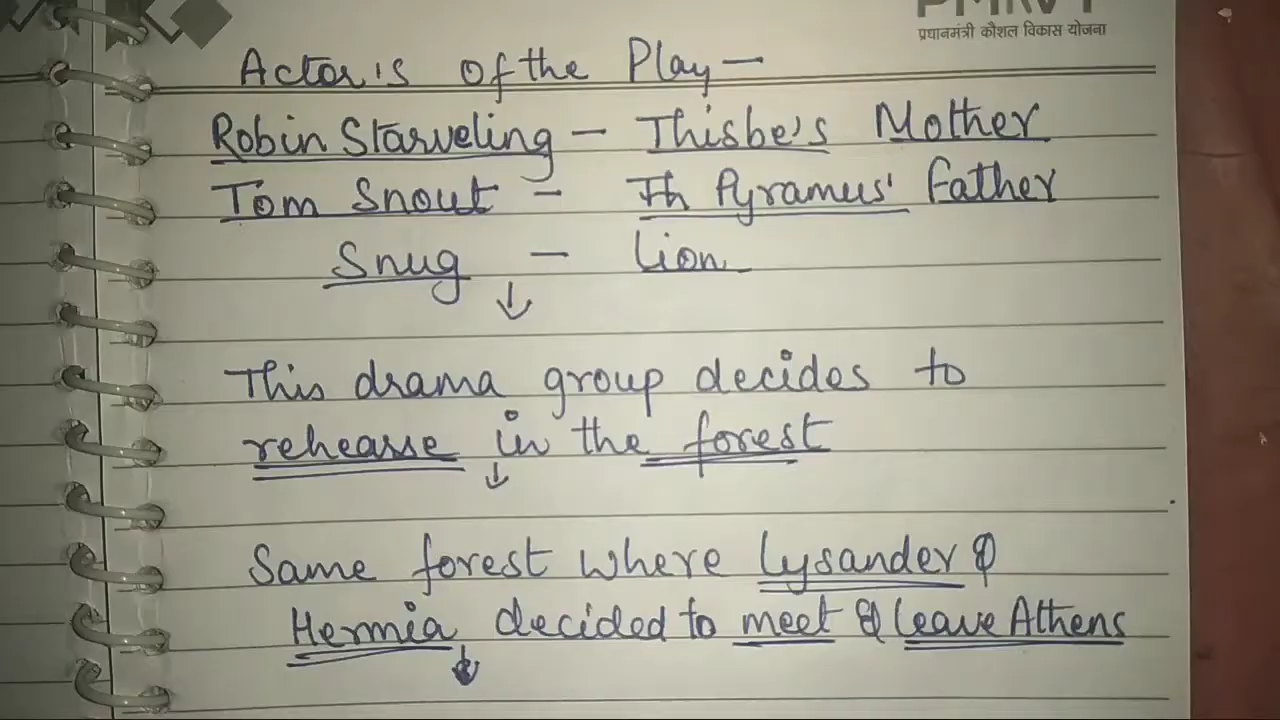 PMKVY
प्रधानमंत्री कौशल विकास योजना
Actor's of the Play —
Robin Starveling — Thisbe's Mother
Tom Snout — Th Pyramus' Father
Snug — Lion
↓
This drama group decides to
rehearse in the forest
↓
Same forest where Lysander &
Hermia decided to meet & leave Athens
↓